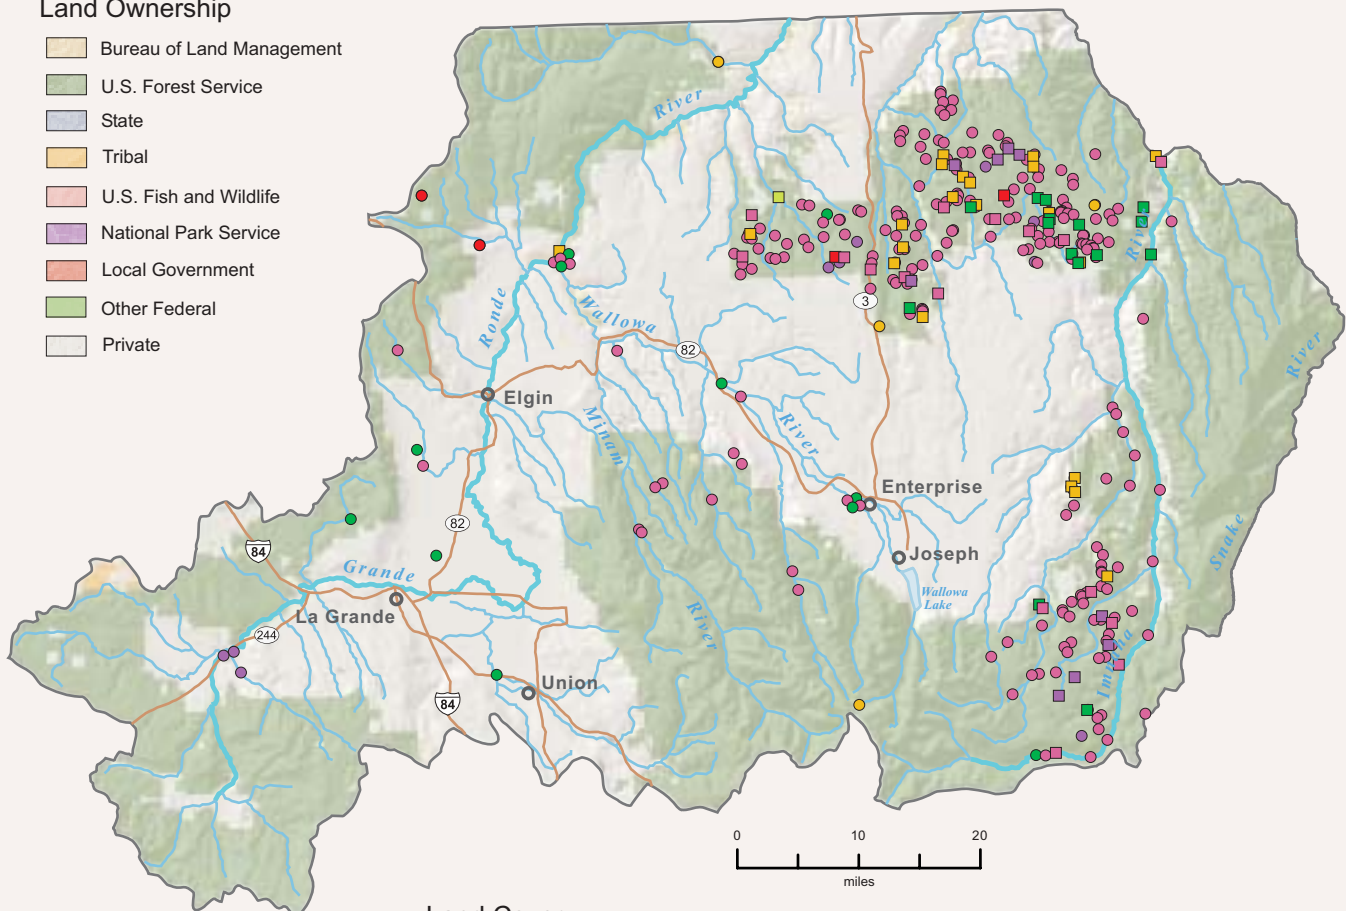 Land Ownership
Bureau of Land Management
U.S. Forest Service
State
Tribal
U.S. Fish and Wildlife
National Park Service
Local Government
Other Federal
Private
River
River
Ronde
Wallowa
3
82
River
Elgin
Minam
River
Enterprise
82
84
Snake
Joseph
Grande
Wallowa
Lake
La Grande
River
244
Imnaha
Union
84
0 10 20
miles